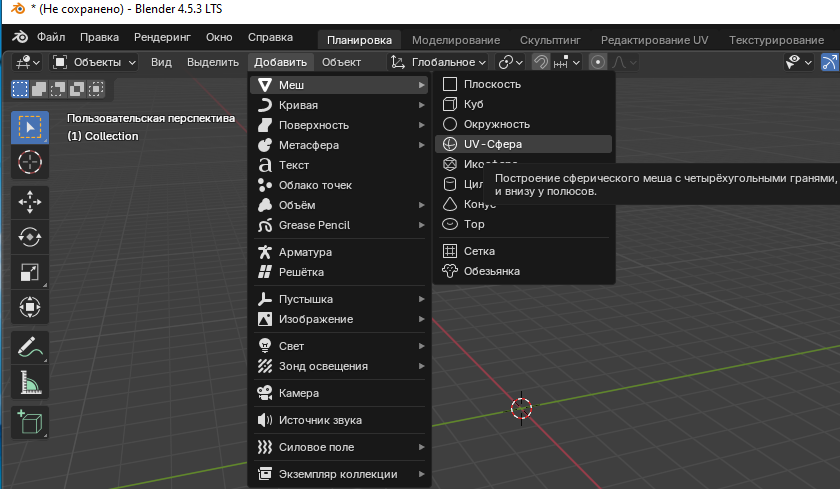 * (Не сохранено) - Blender 4.5.3 LTS
Файл Правка Рендеринг Окно Справка Планировка Моделирование Скульптинг Редактирование UV Текстурирование
Объекты Вид Выделить Добавить Объект Глобальное
Пользовательская перспектива
(1) Collection
Меш
Кривая
Поверхность
Метасфера
Текст
Облако точек
Объём
Grease Pencil
Арматура
Решётка
Пустышка
Изображение
Свет
Зонд освещения
Камера
Источник звука
Силовое поле
Экземпляр коллекции
Плоскость
Куб
Окружность
UV-Сфера
Построение сферического меша с четырёхугольными гранями,
и внизу у полюсов.
Конус
Тор
Сетка
Обезьянка